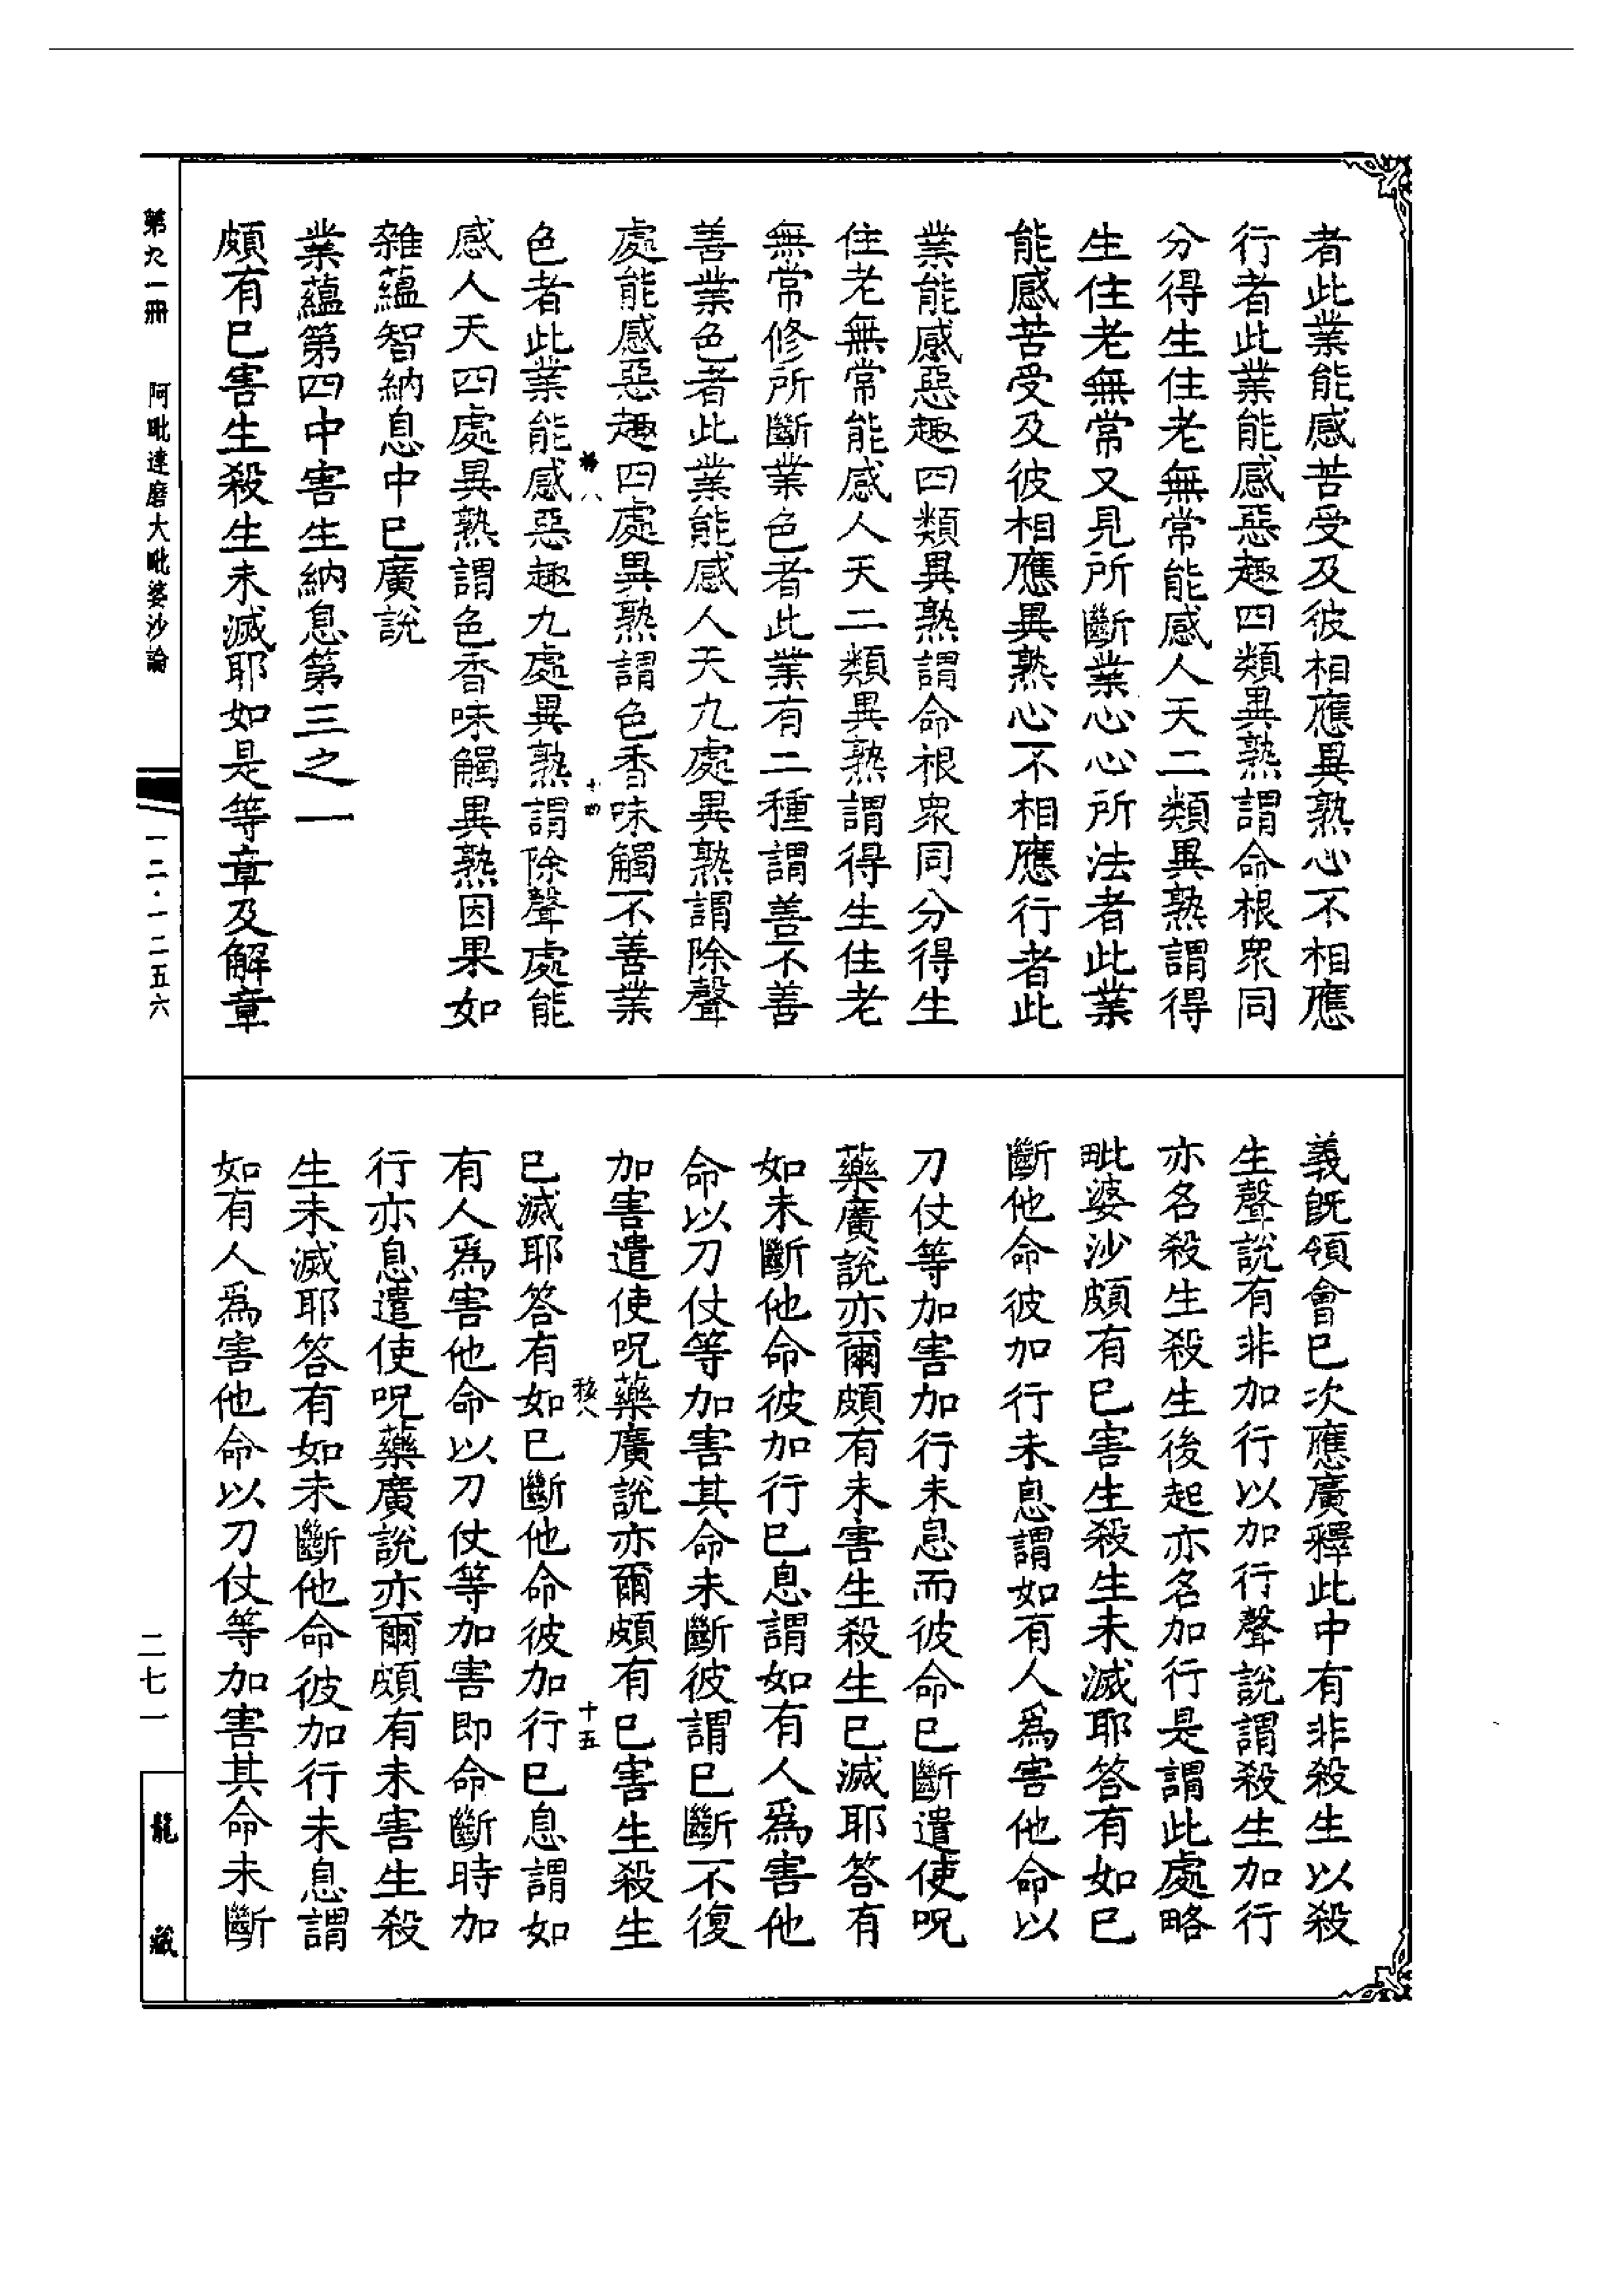 者此業能感苦受及彼相應異熟心不相應
行者此業能感惡趣四類異熟謂命根眾同
分得生住老無常能感人天二類異熟謂得
生住老無常又見所斷業心心所法者此業
能感苦受及彼相應異熟心不相應行者此
業能感惡趣四類異熟謂命根眾同分得生
住老無常能感人天二類異熟謂得生住老
無常修所斷業色者此業有二種謂善不善
善業色者此業能感人天九處異熟謂除聲
處能感惡趣四處異熟謂色香味觸不善業
色者此業能感惡趣九處異熟謂除聲處能
感人天四處異熟謂色香味觸異熟因果如
雜蘊智納息中已廣說
業蘊第四中害生納息第三之一
頗有已害生殺生未滅耶如是等章及解章
義既領會已次應廣釋此中有非殺生以殺
生聲說有非加行以加行聲說謂殺生加行
亦名殺生殺生後起亦名加行是謂此處略
毗婆沙頗有已害生殺生未滅耶答有如已
斷他命彼加行未息謂如有人為害他命以
刀仗等加害加行未息而彼命已斷遣使呪
藥廣說亦爾頗有未害生殺生已滅耶答有
如未斷他命彼加行已息謂如有人為害他
命以刀仗等加害其命未斷彼謂已斷不復
加害遣使呪藥廣說亦爾頗有已害生殺生
已滅耶答有如已斷他命彼加行已息謂如
有人為害他命以刀仗等加害即命斷時加
行亦息遣使呪藥廣說亦爾頗有未害生殺
生未滅耶答有如未斷他命彼加行未息謂
如有人為害他命以刀仗等加害其命未斷
十四
十五
第九一冊
阿毗達磨大毗婆沙論
一二·一二五六
二七一
龍藏